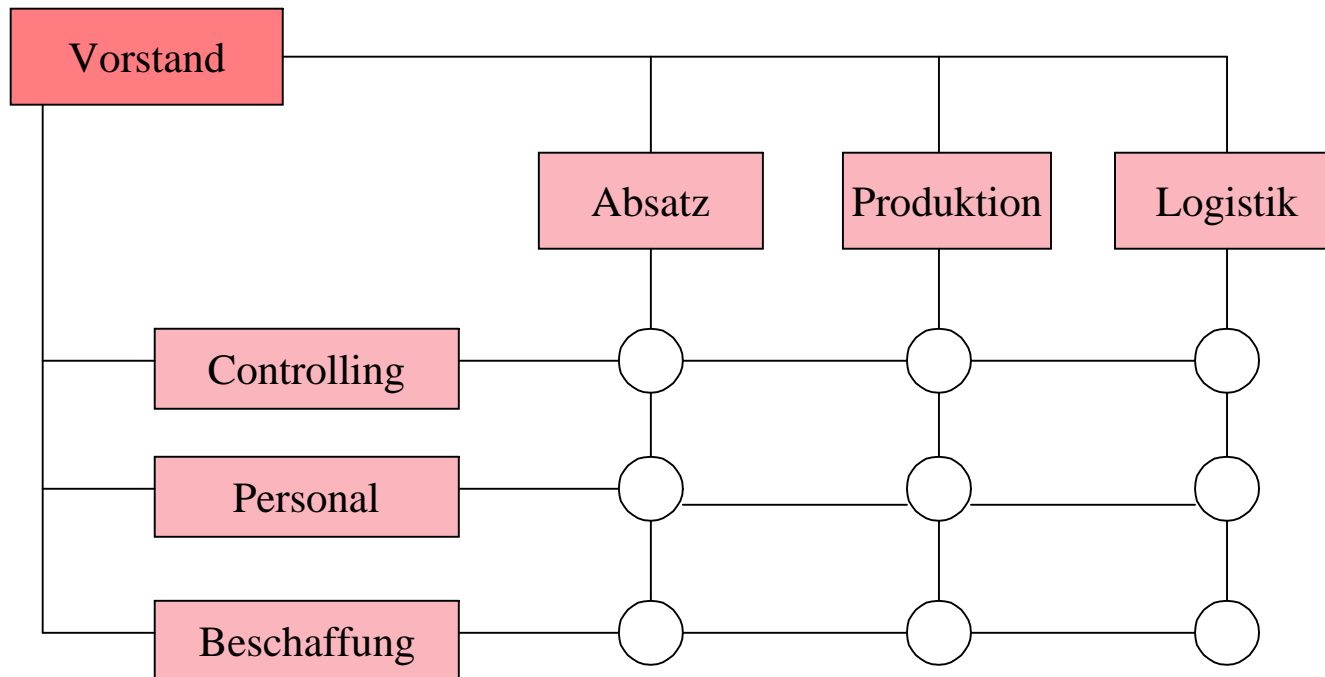 Vorstand
Absatz
Produktion
Logistik
Controlling
Personal
Beschaffung